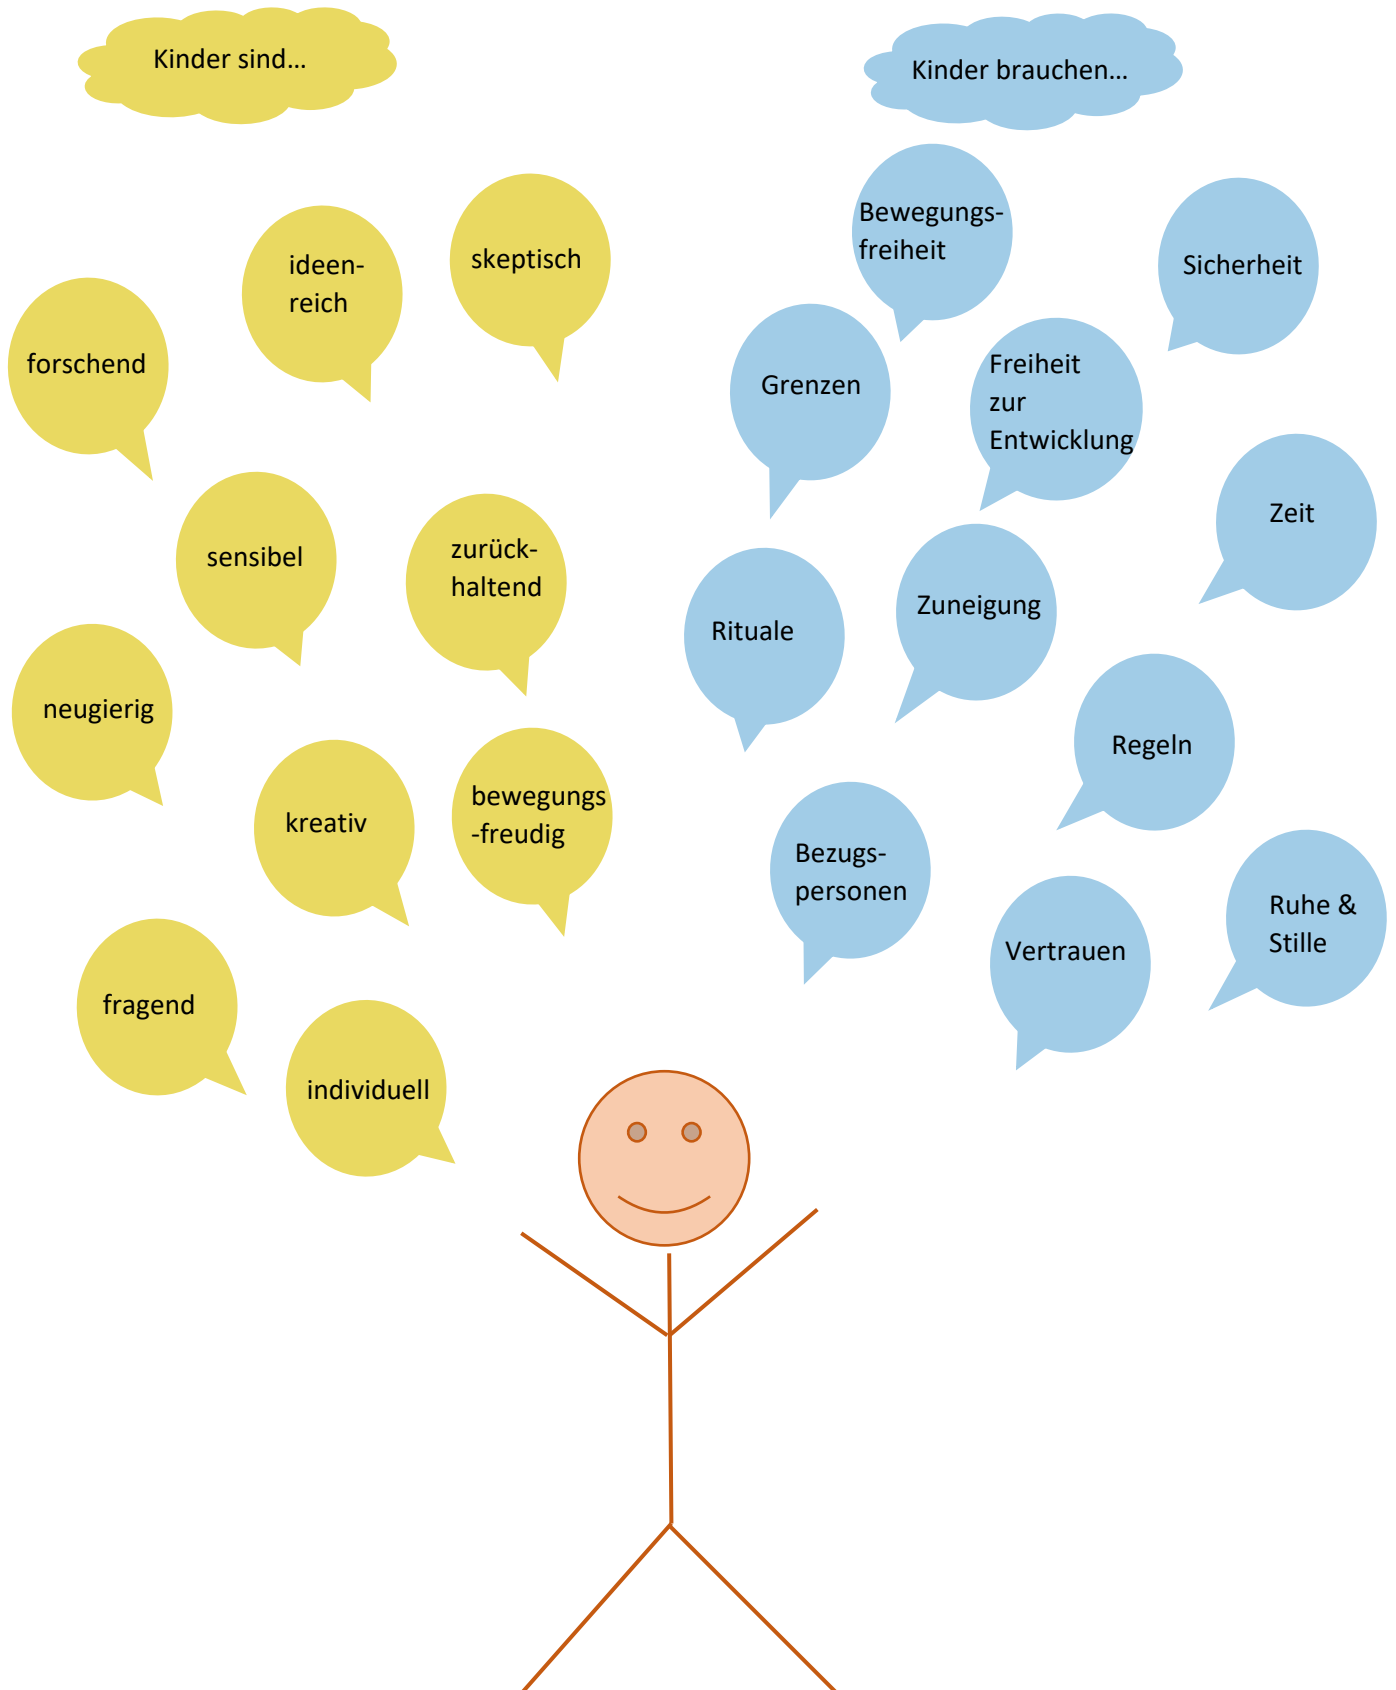 Kinder sind...
ideen-
reich
skeptisch
forschend
sensibel
zurück-
haltend
neugierig
kreativ
bewegungs
-freudig
fragend
individuell
Kinder brauchen...
Bewegungs-
freiheit
Sicherheit
Grenzen
Freiheit
zur
Entwicklung
Zeit
Rituale
Zuneigung
Regeln
Bezugs-
personen
Vertrauen
Ruhe &
Stille